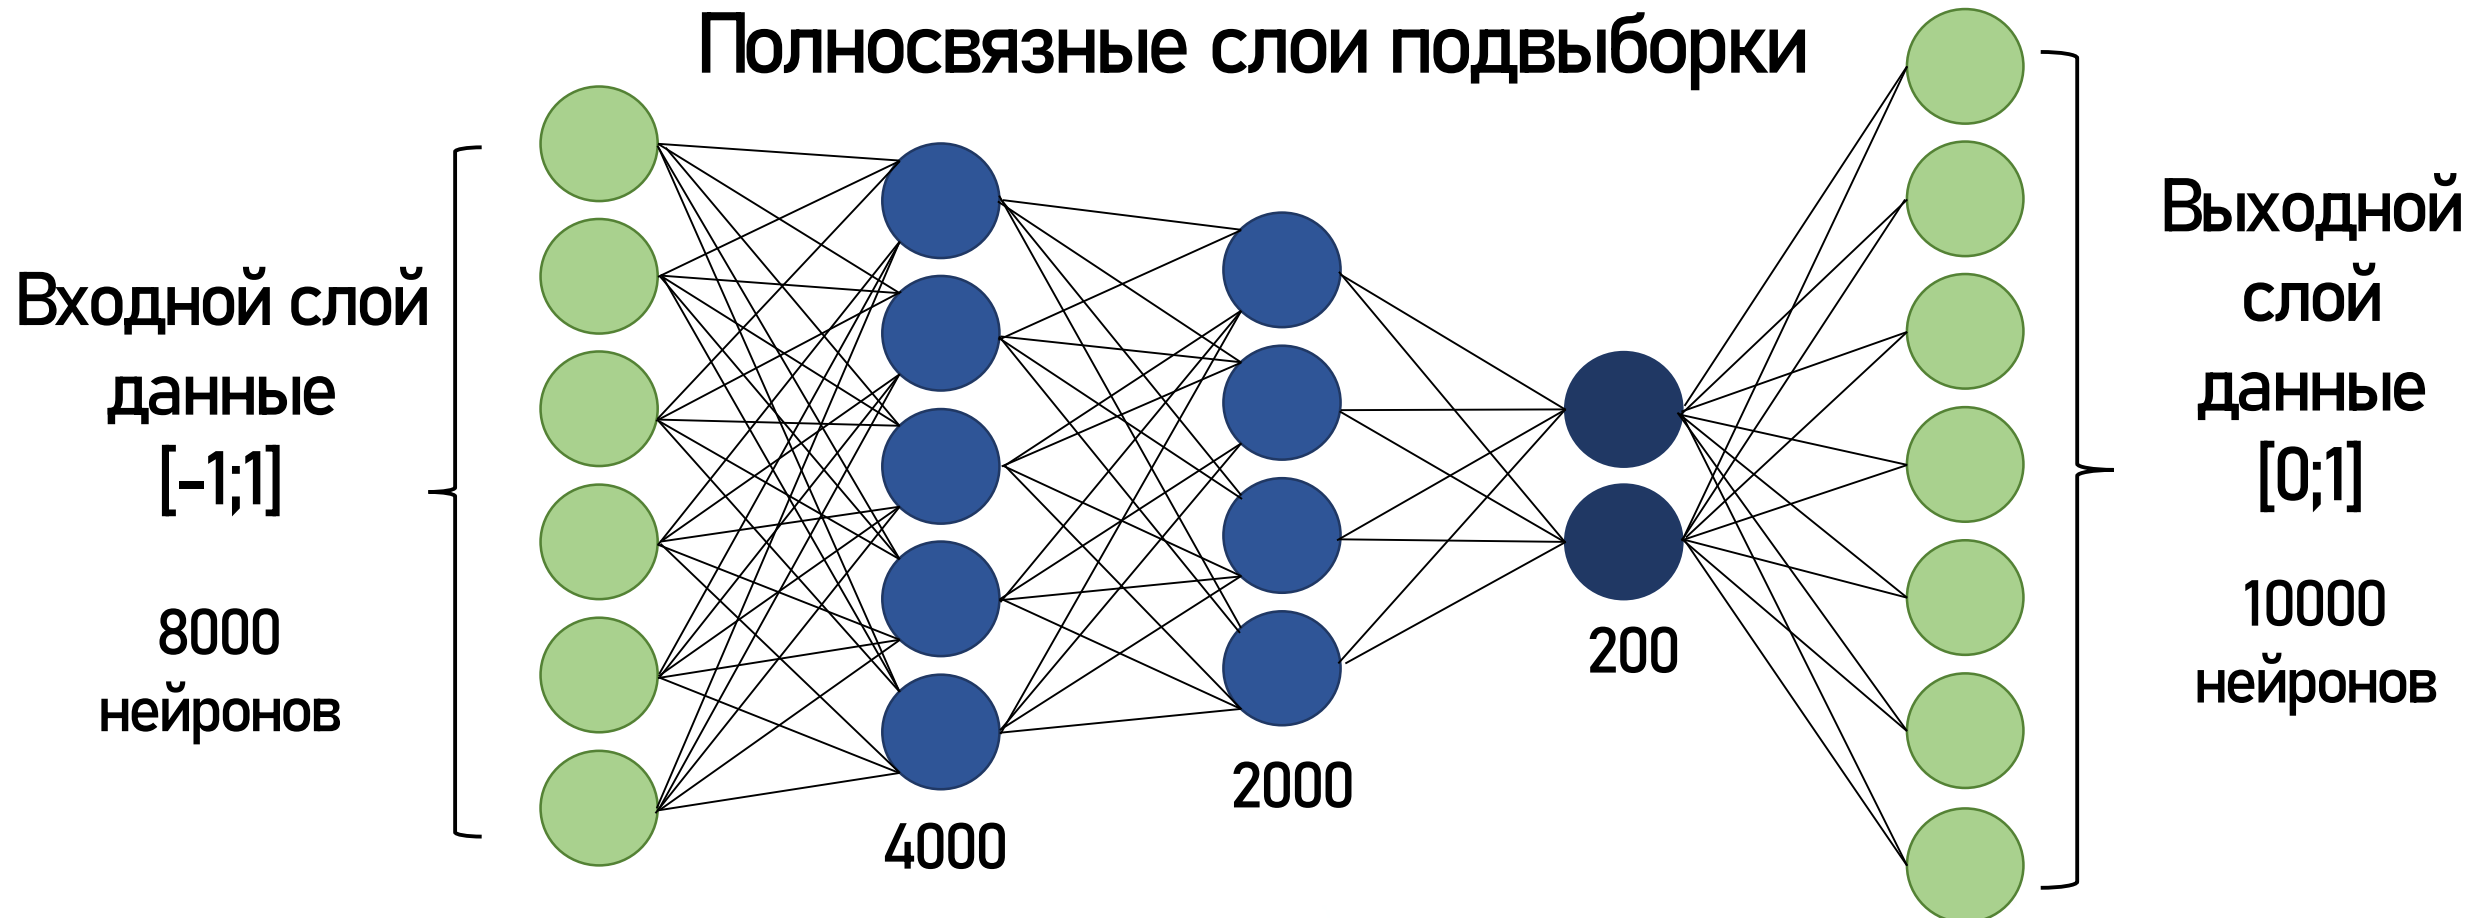 Полносвязные слои подвыборки
Входной слой
данные
[-1;1]
8000
нейронов
4000
2000
200
Выходной
слой
данные
[0;1]
10000
нейронов